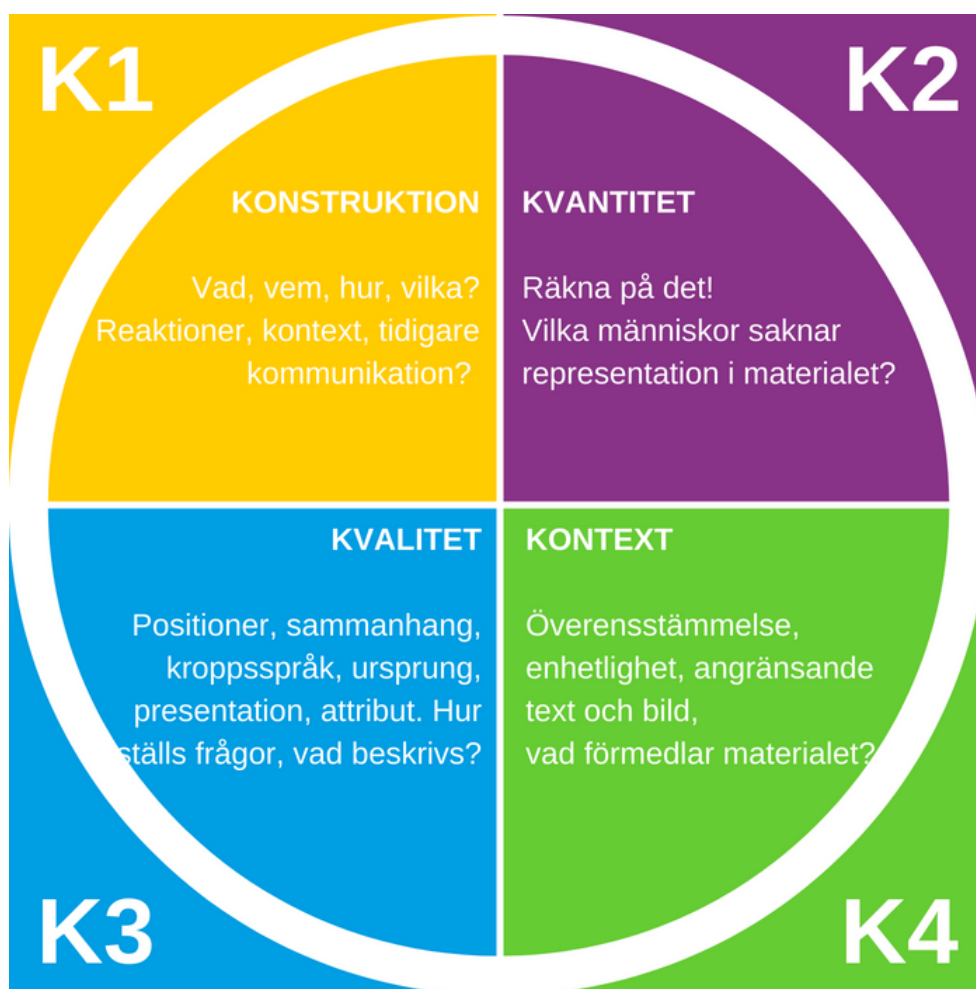 K1
KONSTRUKTION
Vad, vem, hur, vilka?
Reaktioner, kontext, tidigare
kommunikation?
K2
KVANTITET
Räkna på det!
Vilka människor saknar
representation i materialet?
K3
KVALITET
Positioner, sammanhang,
kroppsspråk, ursprung,
presentation, attribut. Hur
ställs frågor, vad beskrivs?
K4
KONTEXT
Överensstämmelse,
enhetlighet, angränsande
text och bild,
vad förmedlar materialet?